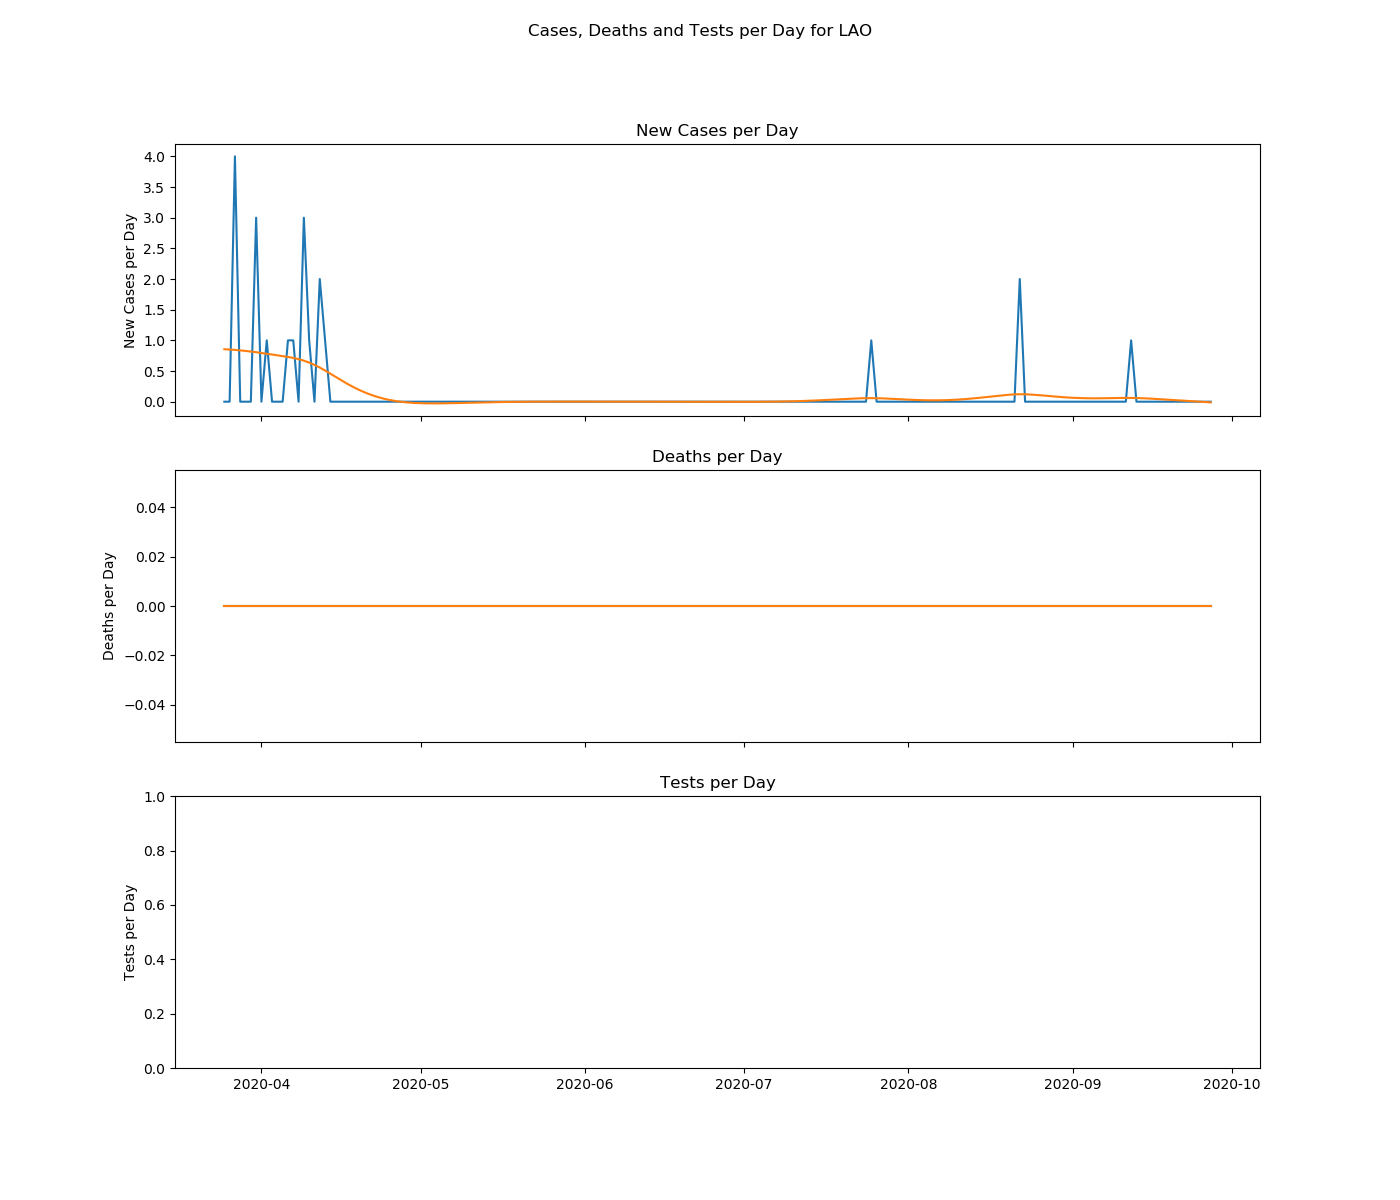 Cases, Deaths and Tests per Day for LAO
New Cases per Day
New Cases per Day
4.0
3.5
3.0
2.5
2.0
1.5
1.0
0.5
0.0
Deaths per Day
Deaths per Day
0.04
0.02
0.00
−0.02
−0.04
Tests per Day
Tests per Day
1.0
0.8
0.6
0.4
0.2
0.0
2020-04 2020-05 2020-06 2020-07 2020-08 2020-09 2020-10